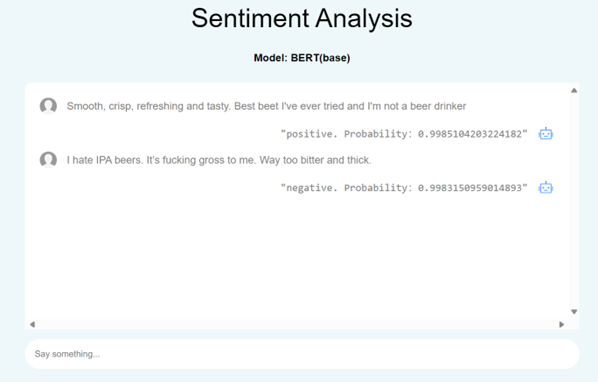 Sentiment Analysis
Model: BERT(base)
Smooth, crisp, refreshing and tasty. Best beet I've ever tried and I'm not a beer drinker
"positive. Probability: 0.9985104203224182"
I hate IPA beers. It's fucking gross to me. Way too bitter and thick.
"negative. Probability: 0.9983150959014893"
Say something...